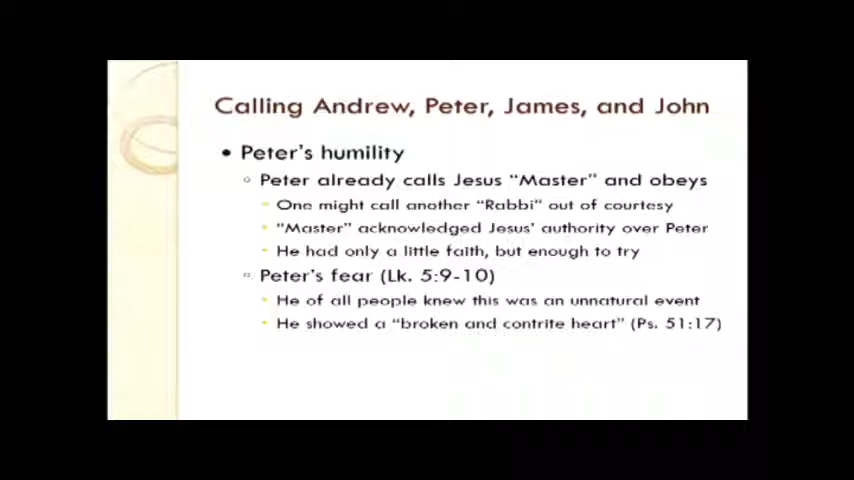 Calling Andrew, Peter, James, and John
• Peter's humility
◦ Peter already calls Jesus "Master" and obeys
- One might call another "Rabbi" out of courtesy
- "Master" acknowledged Jesus' authority over Peter
- He had only a little faith, but enough to try
◦ Peter's fear (Lk. 5:9-10)
- He of all people knew this was an unnatural event
- He showed a "broken and contrite heart" (Ps. 51:17)